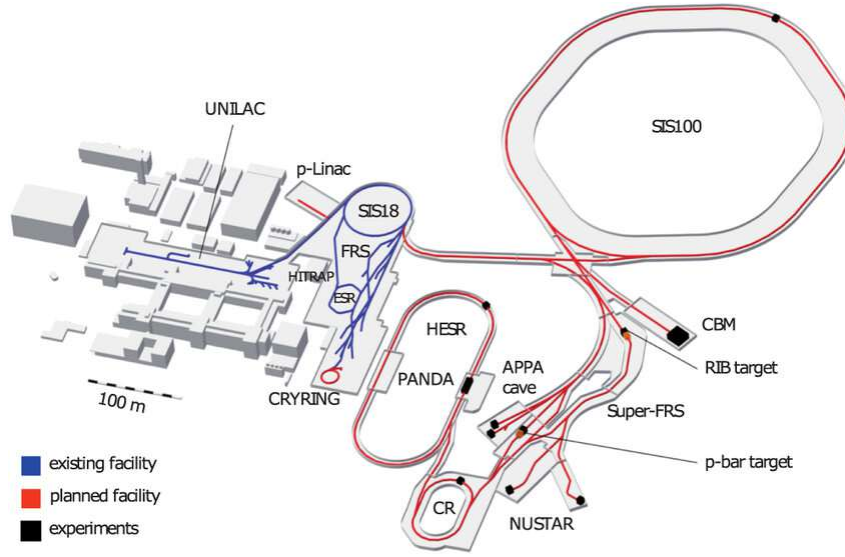 UNILAC
p-Linac
SIS100
SIS18
FRS
HITRAP
ESR
HESR
CBM
APPA
cave
RIB target
PANDA
CRYRING
100 m
Super-FRS
p-bar target
existing facility
planned facility
experiments
CR
NUSTAR